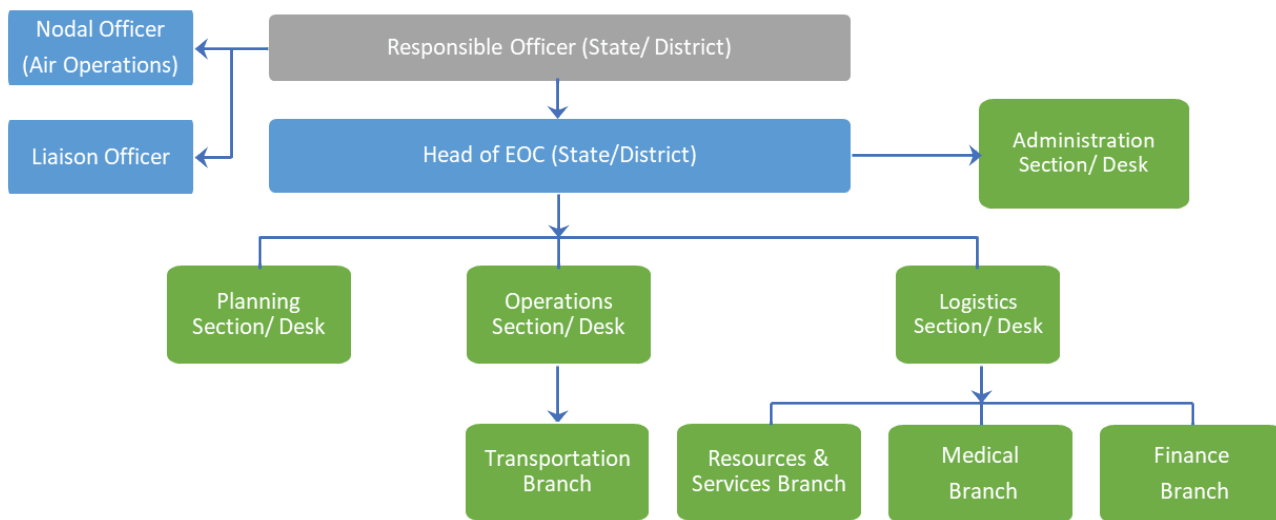 Nodal Officer
(Air Operations)
Responsible Officer (State/ District)
Liaison Officer
Head of EOC (State/District)
Administration
Section/ Desk
Planning
Section/ Desk
Operations
Section/ Desk
Logistics
Section/ Desk
Transportation
Branch
Resources &
Services Branch
Medical
Branch
Finance
Branch